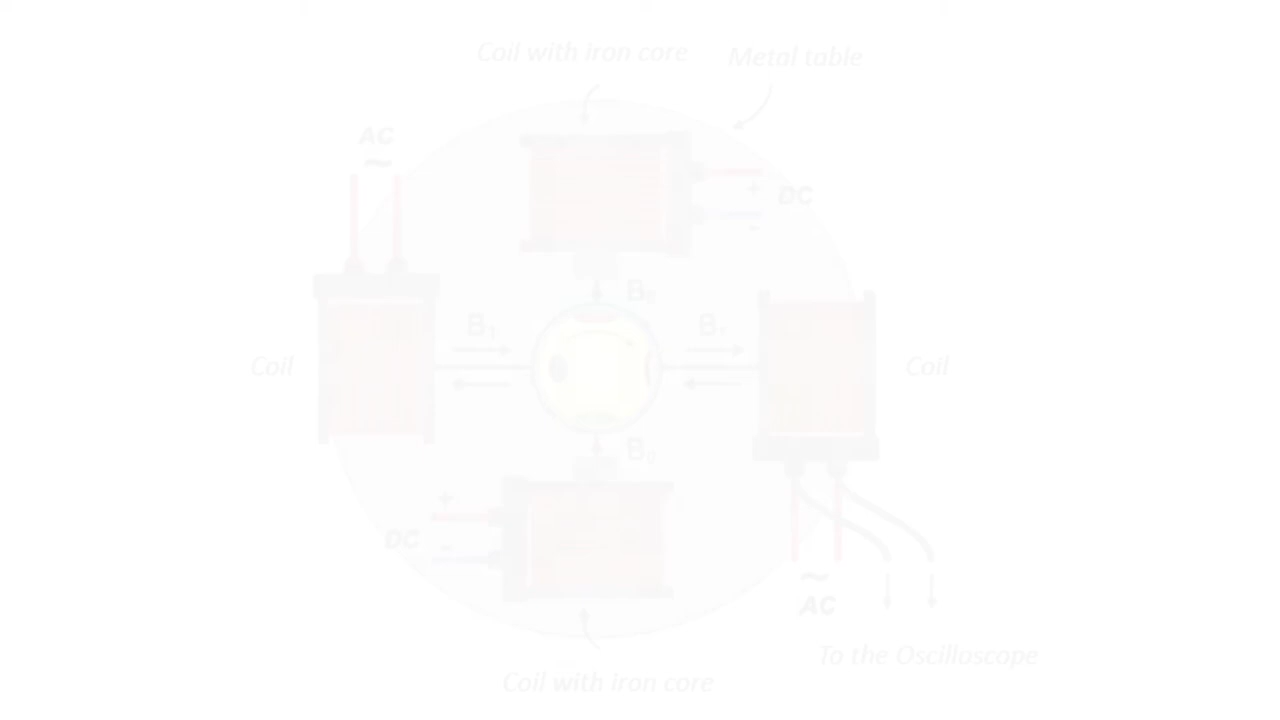 Coil with iron core
Metal table
AC
~
+
DC
-
B₀
B₁
B₁
Coil
Coil
B₀
+
DC
-
~
AC
To the Oscilloscope
Coil with iron core